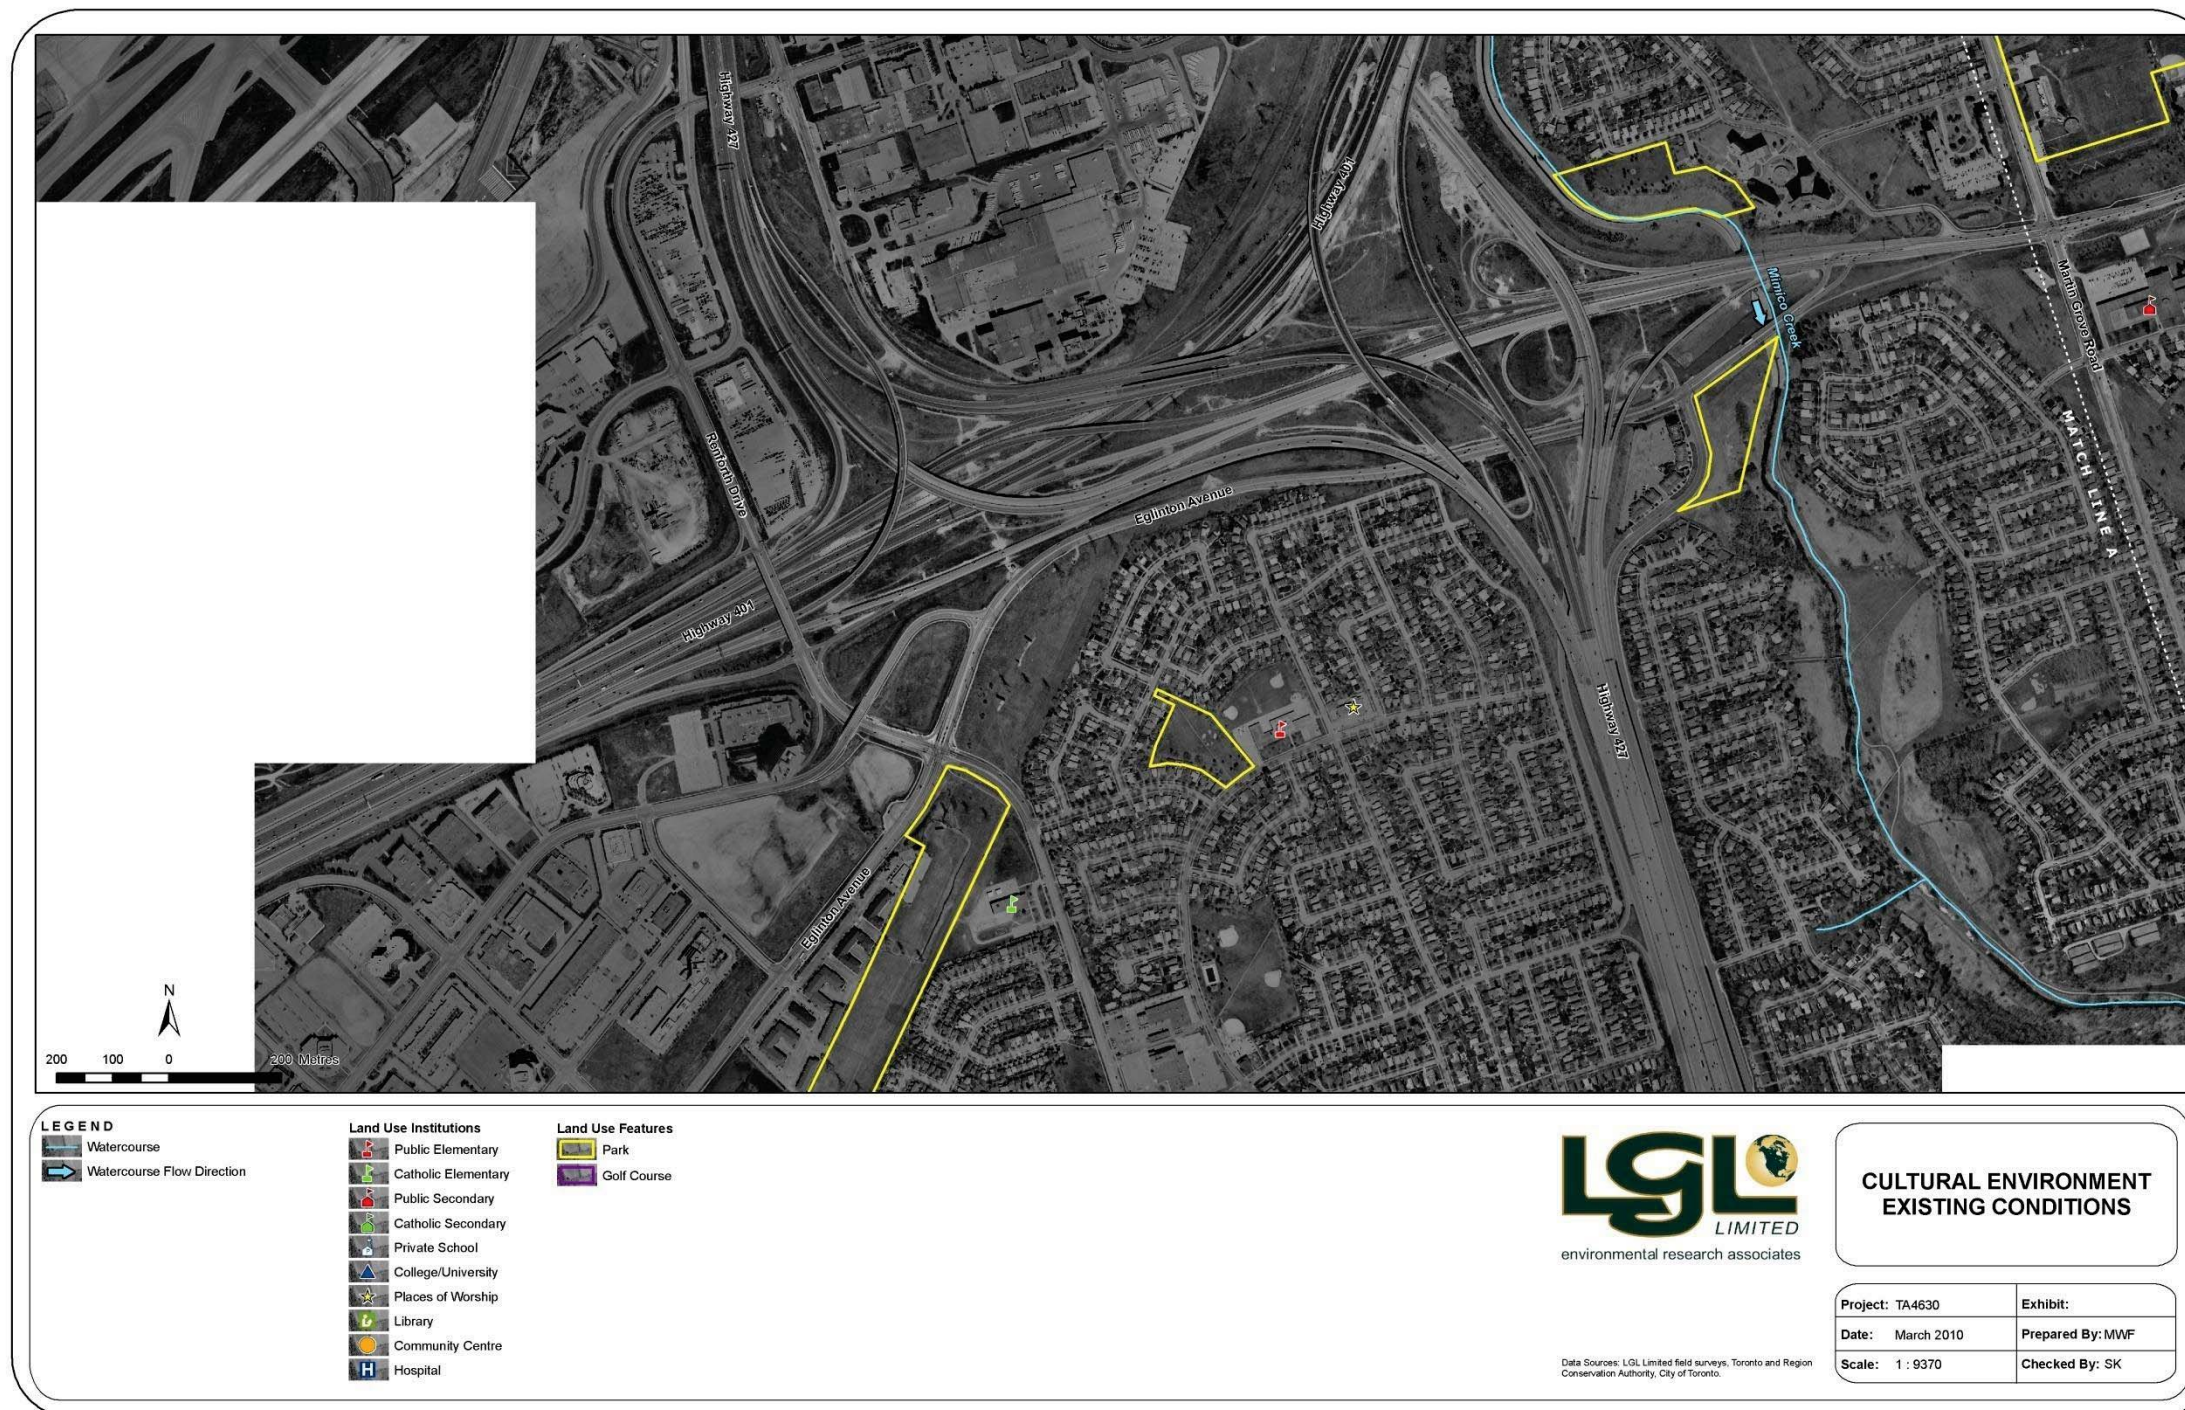 Highway 427
Highway 401
Mimico Creek
Martin Grove Road
MATCH LINE A
Renforth Drive
Eglinton Avenue
Highway 401
Highway 427
Eglinton Avenue
N
200 100 0 200 Metres
LEGEND
Watercourse
Watercourse Flow Direction
Land Use Institutions
Public Elementary
Catholic Elementary
Public Secondary
Catholic Secondary
P
Private School
College/University
Places of Worship
Library
Community Centre
H
Hospital
Land Use Features
Park
Golf Course
LGL
LIMITED
environmental research associates
Data Sources: LGL Limited field surveys, Toronto and Region
Conservation Authority, City of Toronto.
CULTURAL ENVIRONMENT
EXISTING CONDITIONS
Project: TA4630 Exhibit:
Date: March 2010 Prepared By: MWF
Scale: 1 : 9370 Checked By: SK